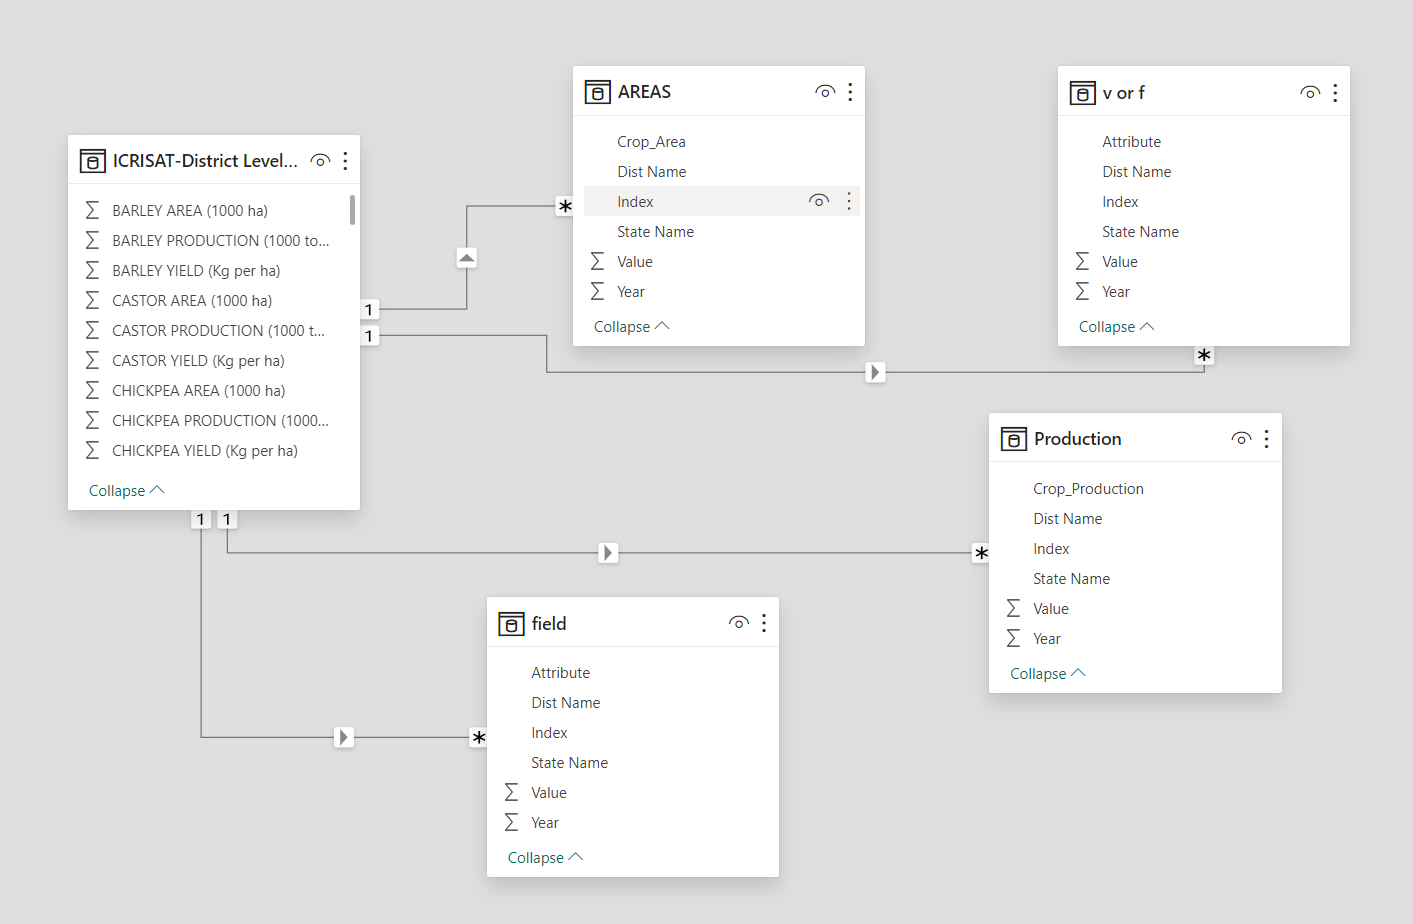 ICRISAT-District Level...
BARLEY AREA (1000 ha)
BARLEY PRODUCTION (1000 to...
BARLEY YIELD (Kg per ha)
CASTOR AREA (1000 ha)
CASTOR PRODUCTION (1000 t...
CASTOR YIELD (Kg per ha)
CHICKPEA AREA (1000 ha)
CHICKPEA PRODUCTION (1000...
CHICKPEA YIELD (Kg per ha)
Collapse
1
1
1
1
AREAS
Crop_Area
Dist Name
Index
State Name
Value
Year
Collapse
*
v or f
Attribute
Dist Name
Index
State Name
Value
Year
Collapse
*
Production
Crop_Production
Dist Name
Index
State Name
Value
Year
Collapse
*
field
Attribute
Dist Name
Index
State Name
Value
Year
Collapse
*